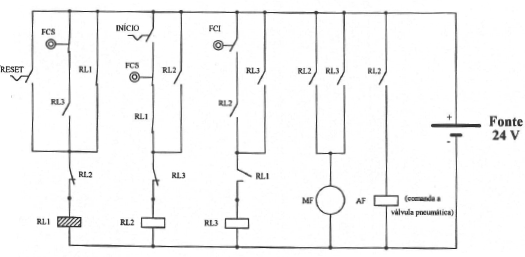 FCS
INÍCIO
FCI
RESET
RL1
FCS
RL2
RL3
RL2
RL3
RL2
RL3
RL1
RL2
+
Fonte
24 V
-
RL2
RL3
RL1
MF
AF
(comanda a
válvula pneumática)
RL1
RL2
RL3